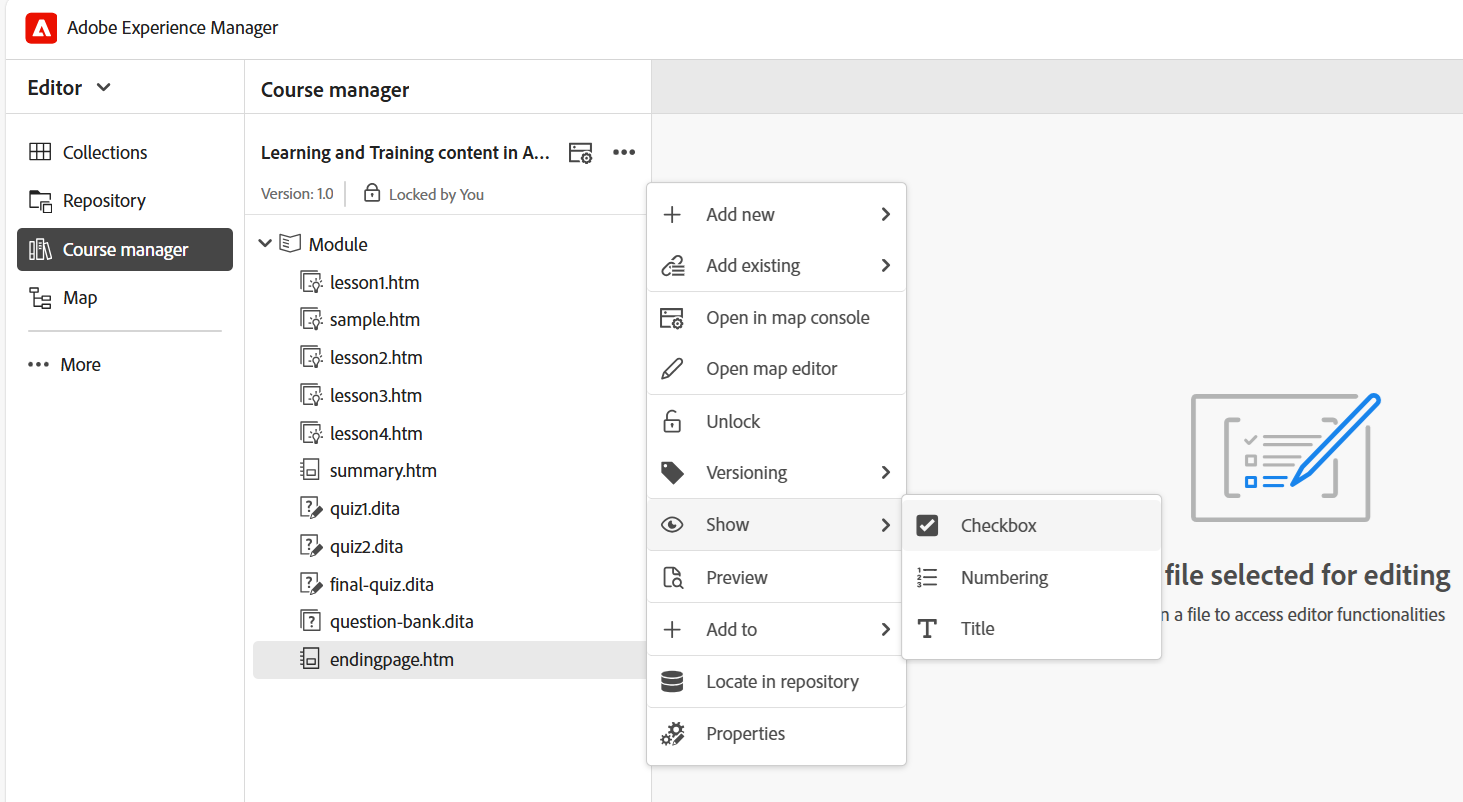 Adobe Experience Manager
Editor
Course manager
Collections
Repository
Course manager
Map
More
Learning and Training content in A...
Version: 1.0
Locked by You
Module
lesson1.htm
sample.htm
lesson2.htm
lesson3.htm
lesson4.htm
summary.htm
quiz1.dita
quiz2.dita
final-quiz.dita
question-bank.dita
endingpage.htm
Add new
Add existing
Open in map console
Open map editor
Unlock
Versioning
Show
Preview
Add to
Locate in repository
Properties
Checkbox
Numbering
Title
file selected for editing
n a file to access editor functionalities